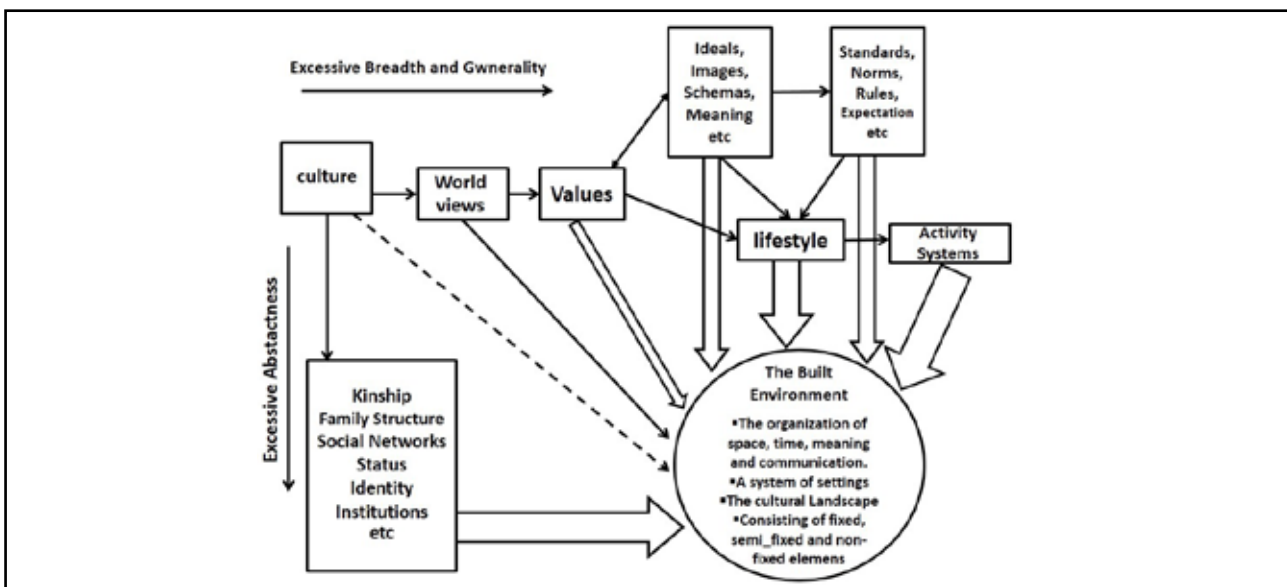 Excessive Breadth and Gwnerality
Ideals,
Images,
Schemas,
Meaning
etc
Standards,
Norms,
Rules,
Expectation
etc
culture
World
views
Values
lifestyle
Activity
Systems
Excessive Abstactness
Kinship
Family Structure
Social Networks
Status
Identity
Institutions
etc
The Built
Environment
▪The organization of
space, time, meaning
and communication.
▪A system of settings
▪The cultural Landscape
▪Consisting of fixed,
semi_fixed and non-
fixed elemens